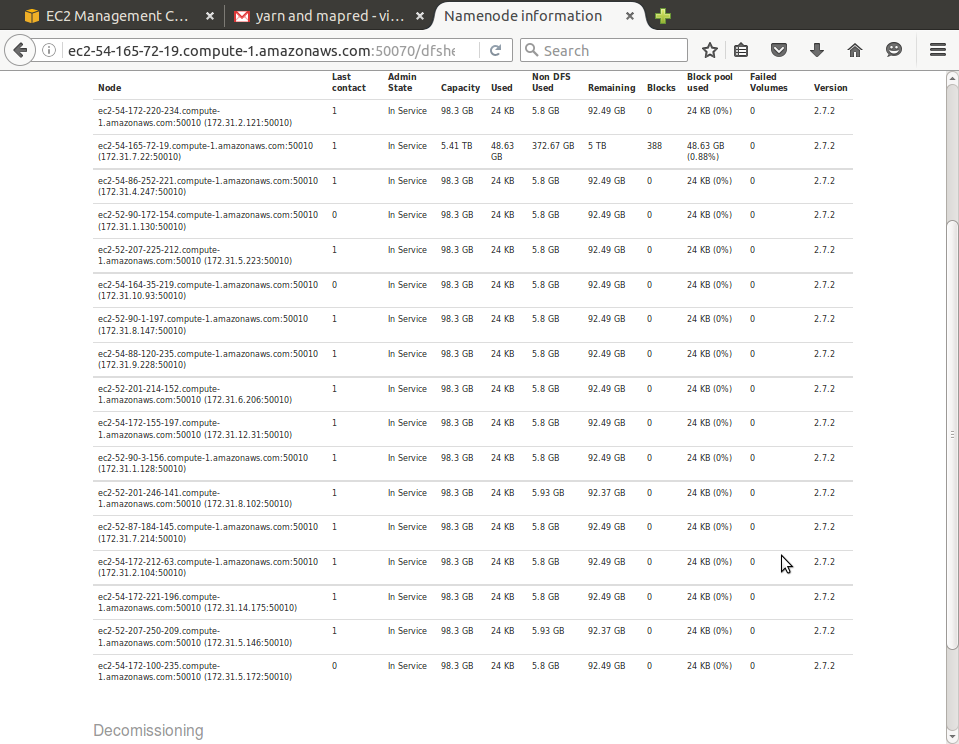 EC2 Management C... × yarn and mapred - vi... × Namenode information ×
ec2-54-165-72-19.compute-1.amazonaws.com:50070/dfshe Search
Node Last contact Admin State Capacity Used Non DFS Used Remaining Blocks Block pool used Failed Volumes Version
ec2-54-172-220-234.compute- 1 In Service 98.3 GB 24 KB 5.8 GB 92.49 GB 0 24 KB (0%) 0 2.7.2
1.amazonaws.com:50010 (172.31.2.121:50010)
ec2-54-165-72-19.compute-1.amazonaws.com:50010 1 In Service 5.41 TB 48.63 372.67 GB 5 TB 388 48.63 GB 0 2.7.2
(172.31.7.22:50010) GB (0.88%)
ec2-54-86-252-221.compute-1.amazonaws.com:50010 1 In Service 98.3 GB 24 KB 5.8 GB 92.49 GB 0 24 KB (0%) 0 2.7.2
(172.31.4.247:50010)
ec2-52-90-172-154.compute-1.amazonaws.com:50010 0 In Service 98.3 GB 24 KB 5.8 GB 92.49 GB 0 24 KB (0%) 0 2.7.2
(172.31.1.130:50010)
ec2-52-207-225-212.compute- 1 In Service 98.3 GB 24 KB 5.8 GB 92.49 GB 0 24 KB (0%) 0 2.7.2
1.amazonaws.com:50010 (172.31.5.223:50010)
ec2-54-164-35-219.compute-1.amazonaws.com:50010 0 In Service 98.3 GB 24 KB 5.8 GB 92.49 GB 0 24 KB (0%) 0 2.7.2
(172.31.10.93:50010)
ec2-52-90-1-197.compute-1.amazonaws.com:50010 1 In Service 98.3 GB 24 KB 5.8 GB 92.49 GB 0 24 KB (0%) 0 2.7.2
(172.31.8.147:50010)
ec2-54-88-120-235.compute-1.amazonaws.com:50010 1 In Service 98.3 GB 24 KB 5.8 GB 92.49 GB 0 24 KB (0%) 0 2.7.2
(172.31.9.228:50010)
ec2-52-201-214-152.compute- 1 In Service 98.3 GB 24 KB 5.8 GB 92.49 GB 0 24 KB (0%) 0 2.7.2
1.amazonaws.com:50010 (172.31.6.206:50010)
ec2-54-172-155-197.compute- 1 In Service 98.3 GB 24 KB 5.8 GB 92.49 GB 0 24 KB (0%) 0 2.7.2
1.amazonaws.com:50010 (172.31.12.31:50010)
ec2-52-90-3-156.compute-1.amazonaws.com:50010 1 In Service 98.3 GB 24 KB 5.8 GB 92.49 GB 0 24 KB (0%) 0 2.7.2
(172.31.1.128:50010)
ec2-52-201-246-141.compute- 1 In Service 98.3 GB 24 KB 5.93 GB 92.37 GB 0 24 KB (0%) 0 2.7.2
1.amazonaws.com:50010 (172.31.8.102:50010)
ec2-52-87-184-145.compute-1.amazonaws.com:50010 1 In Service 98.3 GB 24 KB 5.8 GB 92.49 GB 0 24 KB (0%) 0 2.7.2
(172.31.7.214:50010)
ec2-54-172-212-63.compute-1.amazonaws.com:50010 1 In Service 98.3 GB 24 KB 5.8 GB 92.49 GB 0 24 KB (0%) 0 2.7.2
(172.31.2.104:50010)
ec2-54-172-221-196.compute- 1 In Service 98.3 GB 24 KB 5.8 GB 92.49 GB 0 24 KB (0%) 0 2.7.2
1.amazonaws.com:50010 (172.31.14.175:50010)
ec2-52-207-250-209.compute- 1 In Service 98.3 GB 24 KB 5.93 GB 92.37 GB 0 24 KB (0%) 0 2.7.2
1.amazonaws.com:50010 (172.31.5.146:50010)
ec2-54-172-100-235.compute- 0 In Service 98.3 GB 24 KB 5.8 GB 92.49 GB 0 24 KB (0%) 0 2.7.2
1.amazonaws.com:50010 (172.31.5.172:50010)
Decomissioning